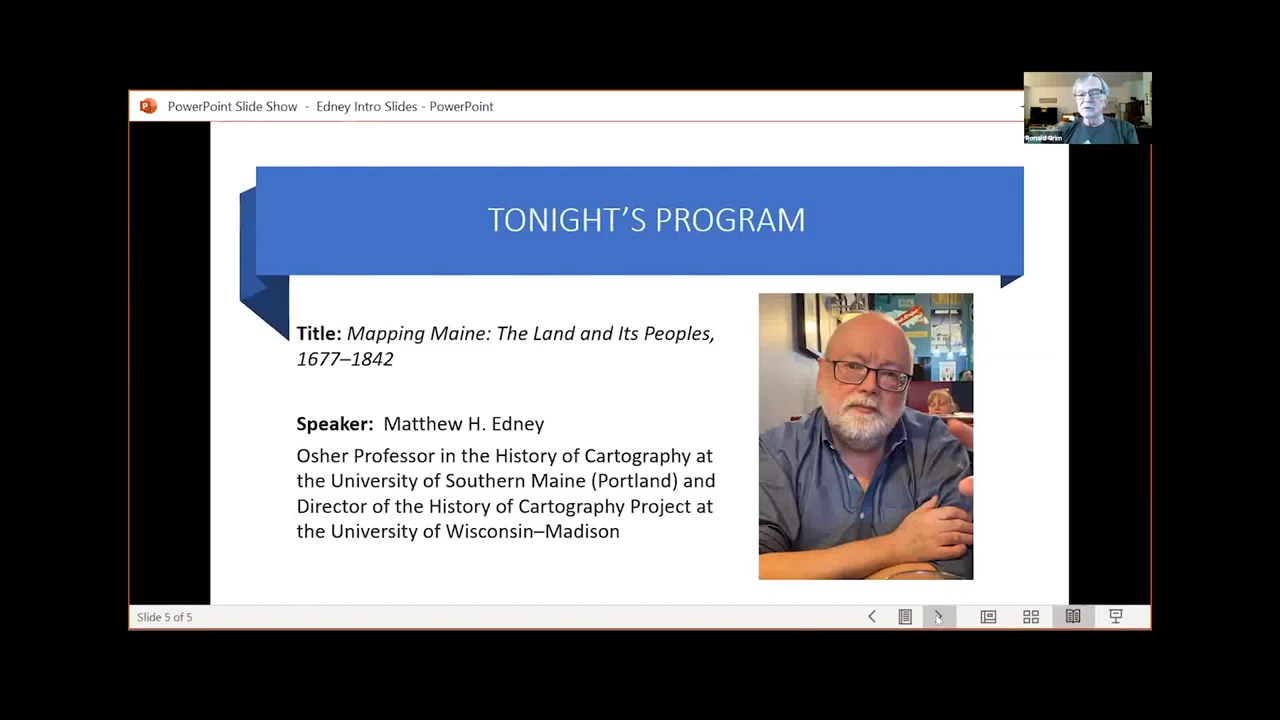 PowerPoint Slide Show - Edney Intro Slides - PowerPoint
Ronald Grim
TONIGHT'S PROGRAM
Title: Mapping Maine: The Land and Its Peoples,
1677–1842
Speaker: Matthew H. Edney
Osher Professor in the History of Cartography at
the University of Southern Maine (Portland) and
Director of the History of Cartography Project at
the University of Wisconsin–Madison
Slide 5 of 5